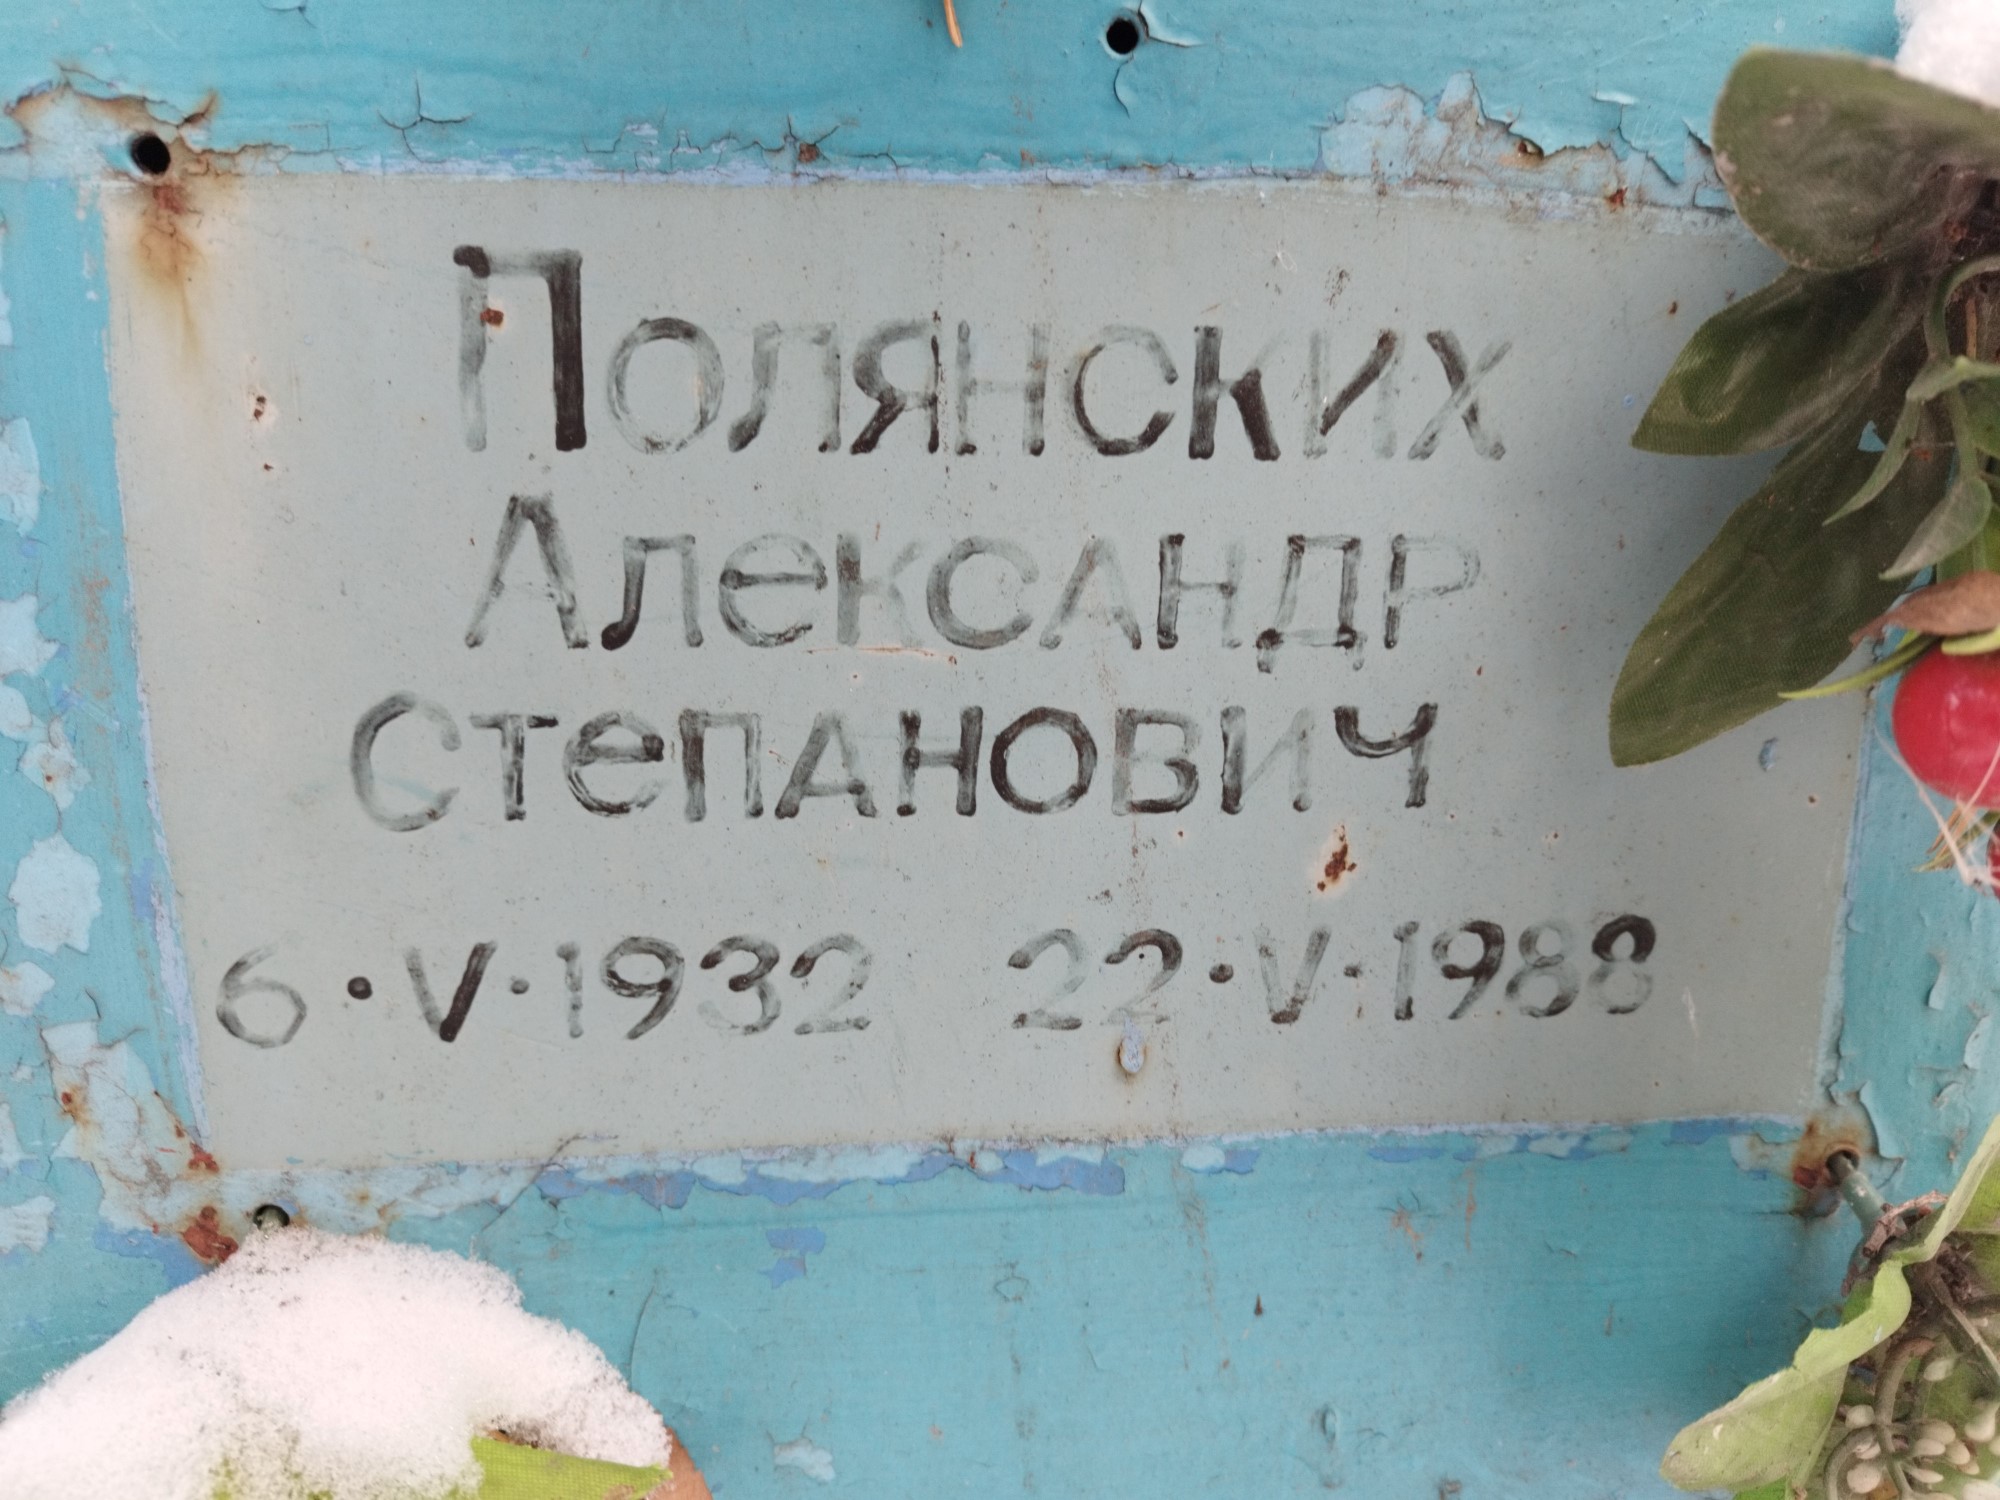 Полянских
Александр
Степанович
6·V·1932 22·V·1988